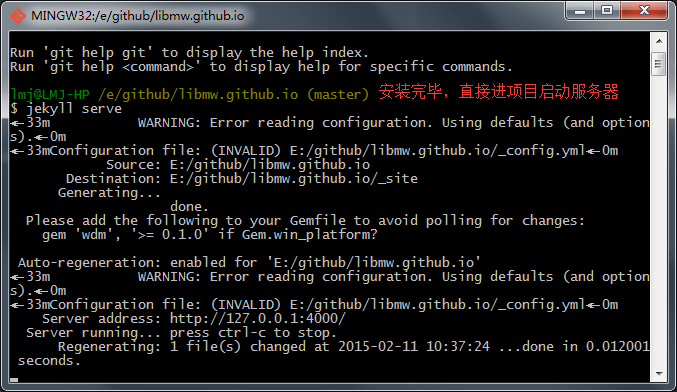 MINGW32:/e/github/libmw.github.io
Run 'git help git' to display the help index.
Run 'git help <command>' to display help for specific commands.
lmj@LMJ-HP /e/github/libmw.github.io (master) 安装完毕，直接进项目启动服务器
$ jekyll serve
←33m           WARNING: Error reading configuration. Using defaults (and option
s).←0m
←33mConfiguration file: (INVALID) E:/github/libmw.github.io/_config.yml←0m
            Source: E:/github/libmw.github.io
       Destination: E:/github/libmw.github.io/_site
      Generating...
                    done.
  Please add the following to your Gemfile to avoid polling for changes:
    gem 'wdm', '>= 0.1.0' if Gem.win_platform?
 Auto-regeneration: enabled for 'E:/github/libmw.github.io'
←33m           WARNING: Error reading configuration. Using defaults (and option
s).←0m
←33mConfiguration file: (INVALID) E:/github/libmw.github.io/_config.yml←0m
    Server address: http://127.0.0.1:4000/
  Server running... press ctrl-c to stop.
      Regenerating: 1 file(s) changed at 2015-02-11 10:37:24 ...done in 0.012001
 seconds.